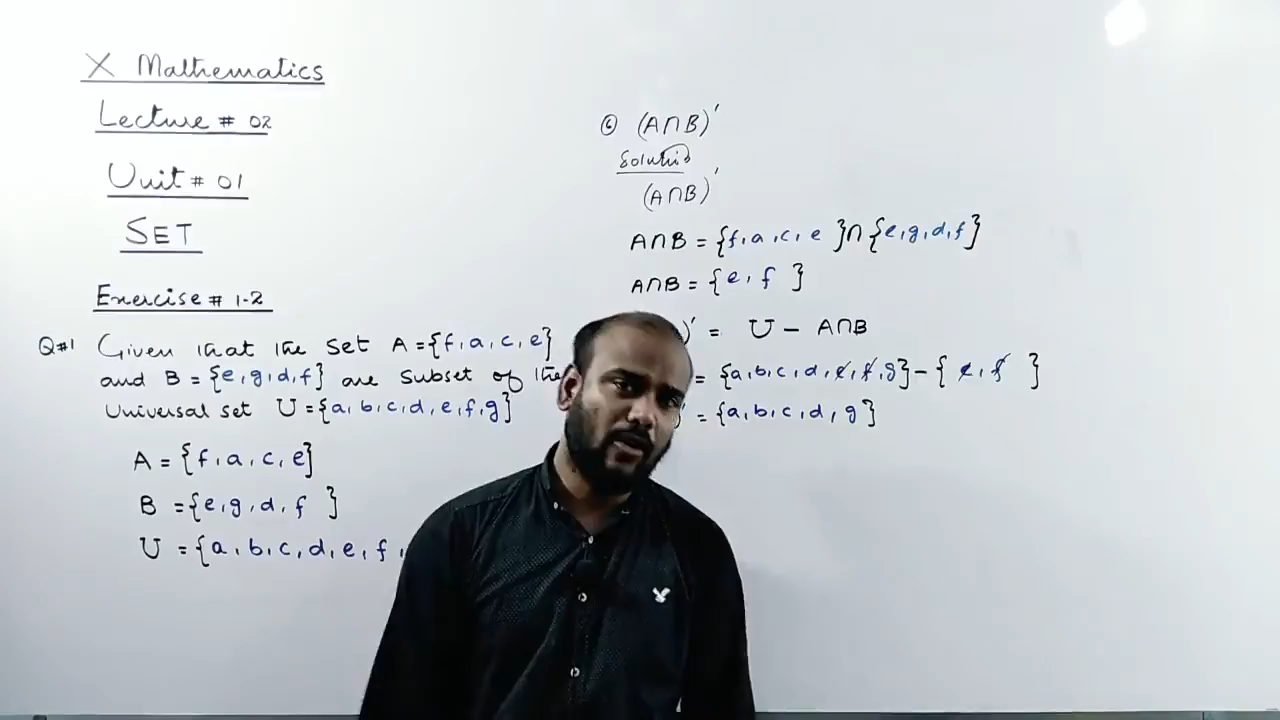 X Mathematics
Lecture # 02
Unit # 01
SET
Exercise # 1-2
Q#1 Given that the set A = {f, a, c, e}
and B = {e, g, d, f} are subset of the
Universal set U = {a, b, c, d, e, f, g}
A = {f, a, c, e}
B = {e, g, d, f }
U = {a, b, c, d, e, f,
(A∩B)′
Solution
(A∩B)′
A∩B = {f, a, c, e }∩{e, g, d, f}
A∩B = {e, f }
)′ = U - A∩B
= {a, b, c, d, e, f, g} - { e, f }
′ = {a, b, c, d, g}